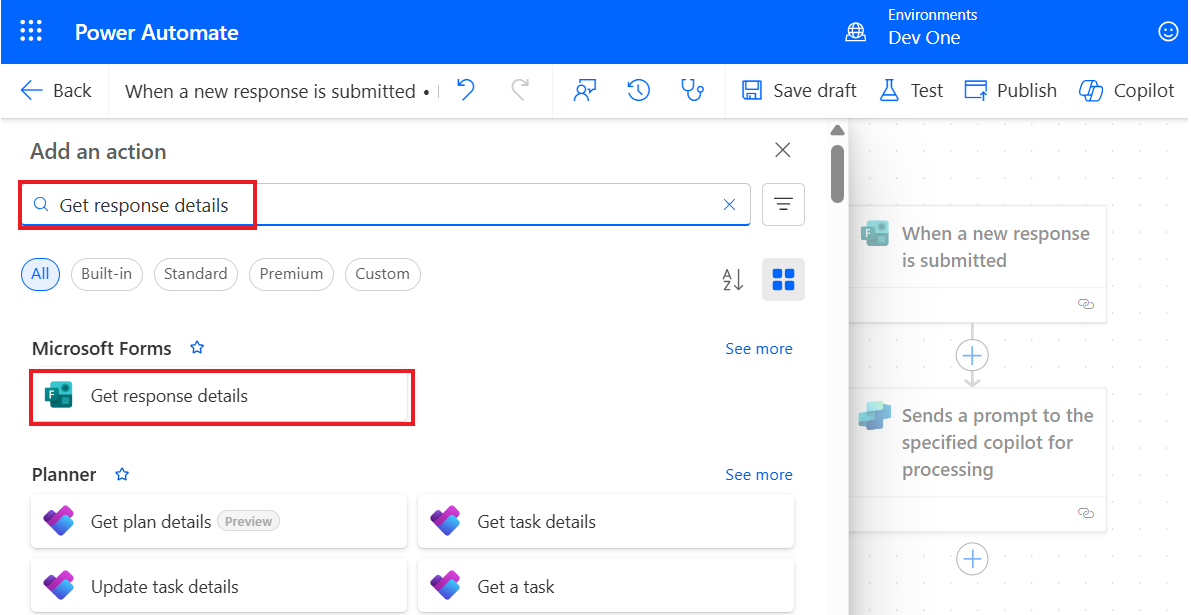 Power Automate
Environments
Dev One
Back
When a new response is submitted •
Save draft
Test
Publish
Copilot
Add an action
Get response details
All
Built-in
Standard
Premium
Custom
A
Z
Microsoft Forms
See more
F
Get response details
Planner
See more
Get plan details
Preview
Get task details
Update task details
Get a task
F
When a new response
is submitted
Sends a prompt to the
specified copilot for
processing